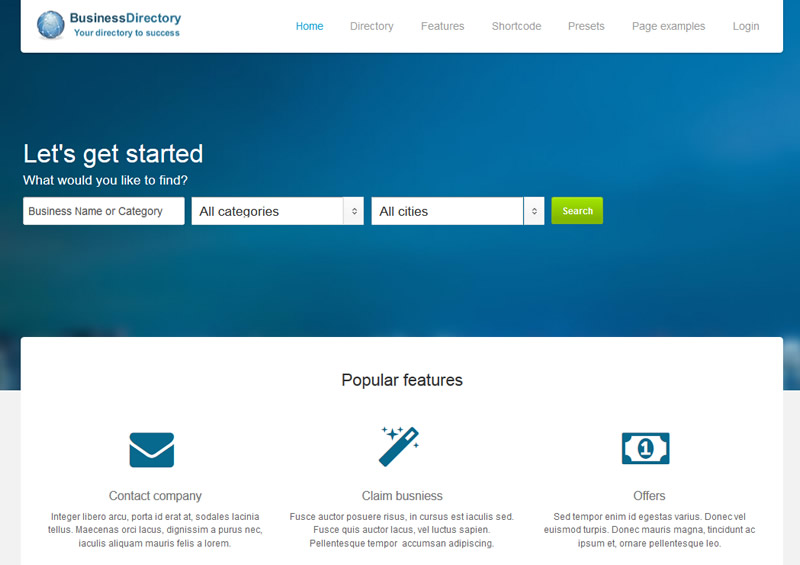 BusinessDirectory
Your directory to success
Home Directory Features Shortcode Presets Page examples Login
Let's get started
What would you like to find?
Business Name or Category All categories All cities Search
Popular features
1
Contact company
Integer libero arcu, porta id erat at, sodales lacinia
tellus. Maecenas orci lacus, dignissim a purus nec,
iaculis aliquam mauris felis a lorem.
Claim busniess
Fusce auctor posuere risus, in cursus est iaculis sed.
Fusce quis auctor lacus, vel luctus sapien.
Pellentesque tempor accumsan adipiscing.
Offers
Sed tempor enim id egestas varius. Donec vel
euismod turpis. Donec mauris magna, tincidunt ac
ipsum et, ornare pellentesque leo.